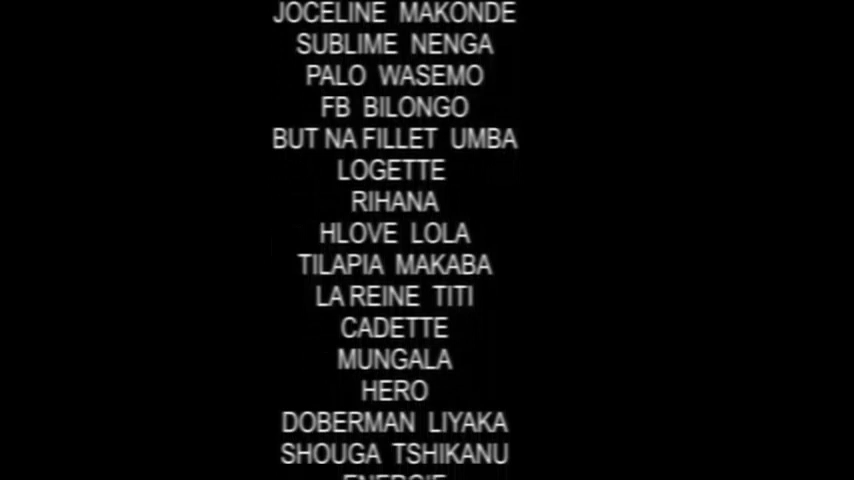 JOCELINE MAKONDE
SUBLIME NENGA
PALO WASEMO
FB BILONGO
BUT NA FILLET UMBA
LOGETTE
RIHANA
HLOVE LOLA
TILAPIA MAKABA
LA REINE TITI
CADETTE
MUNGALA
HERO
DOBERMAN LIYAKA
SHOUGA TSHIKANU